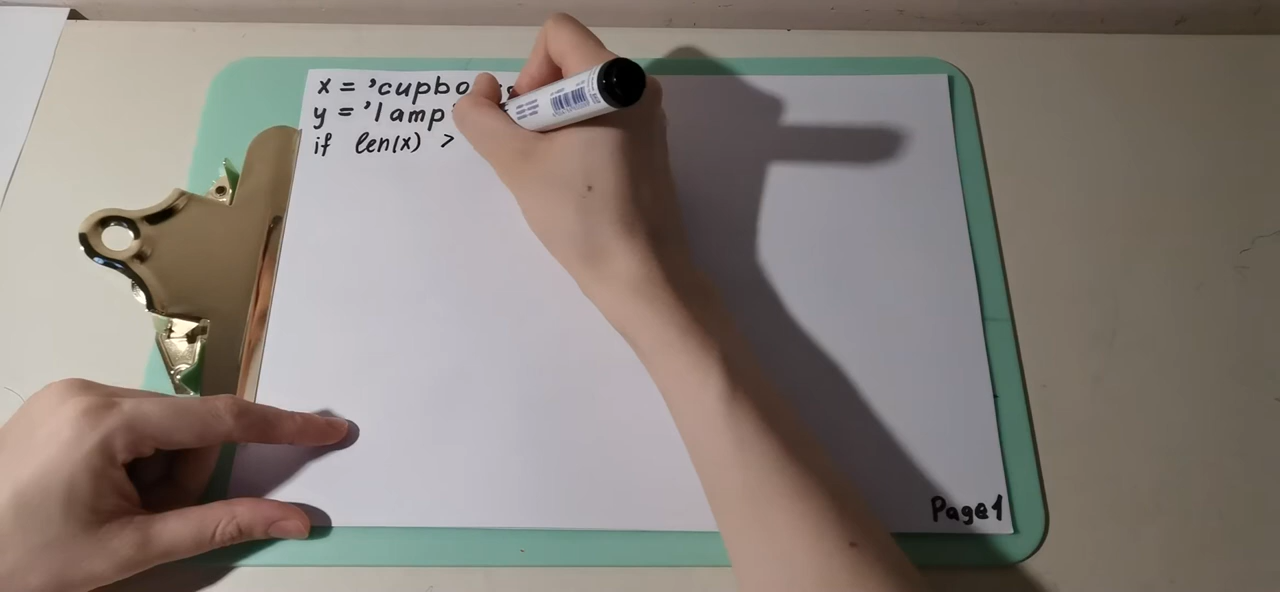 x = 'cupbo
y = 'lamp
if len(x) >
Page1